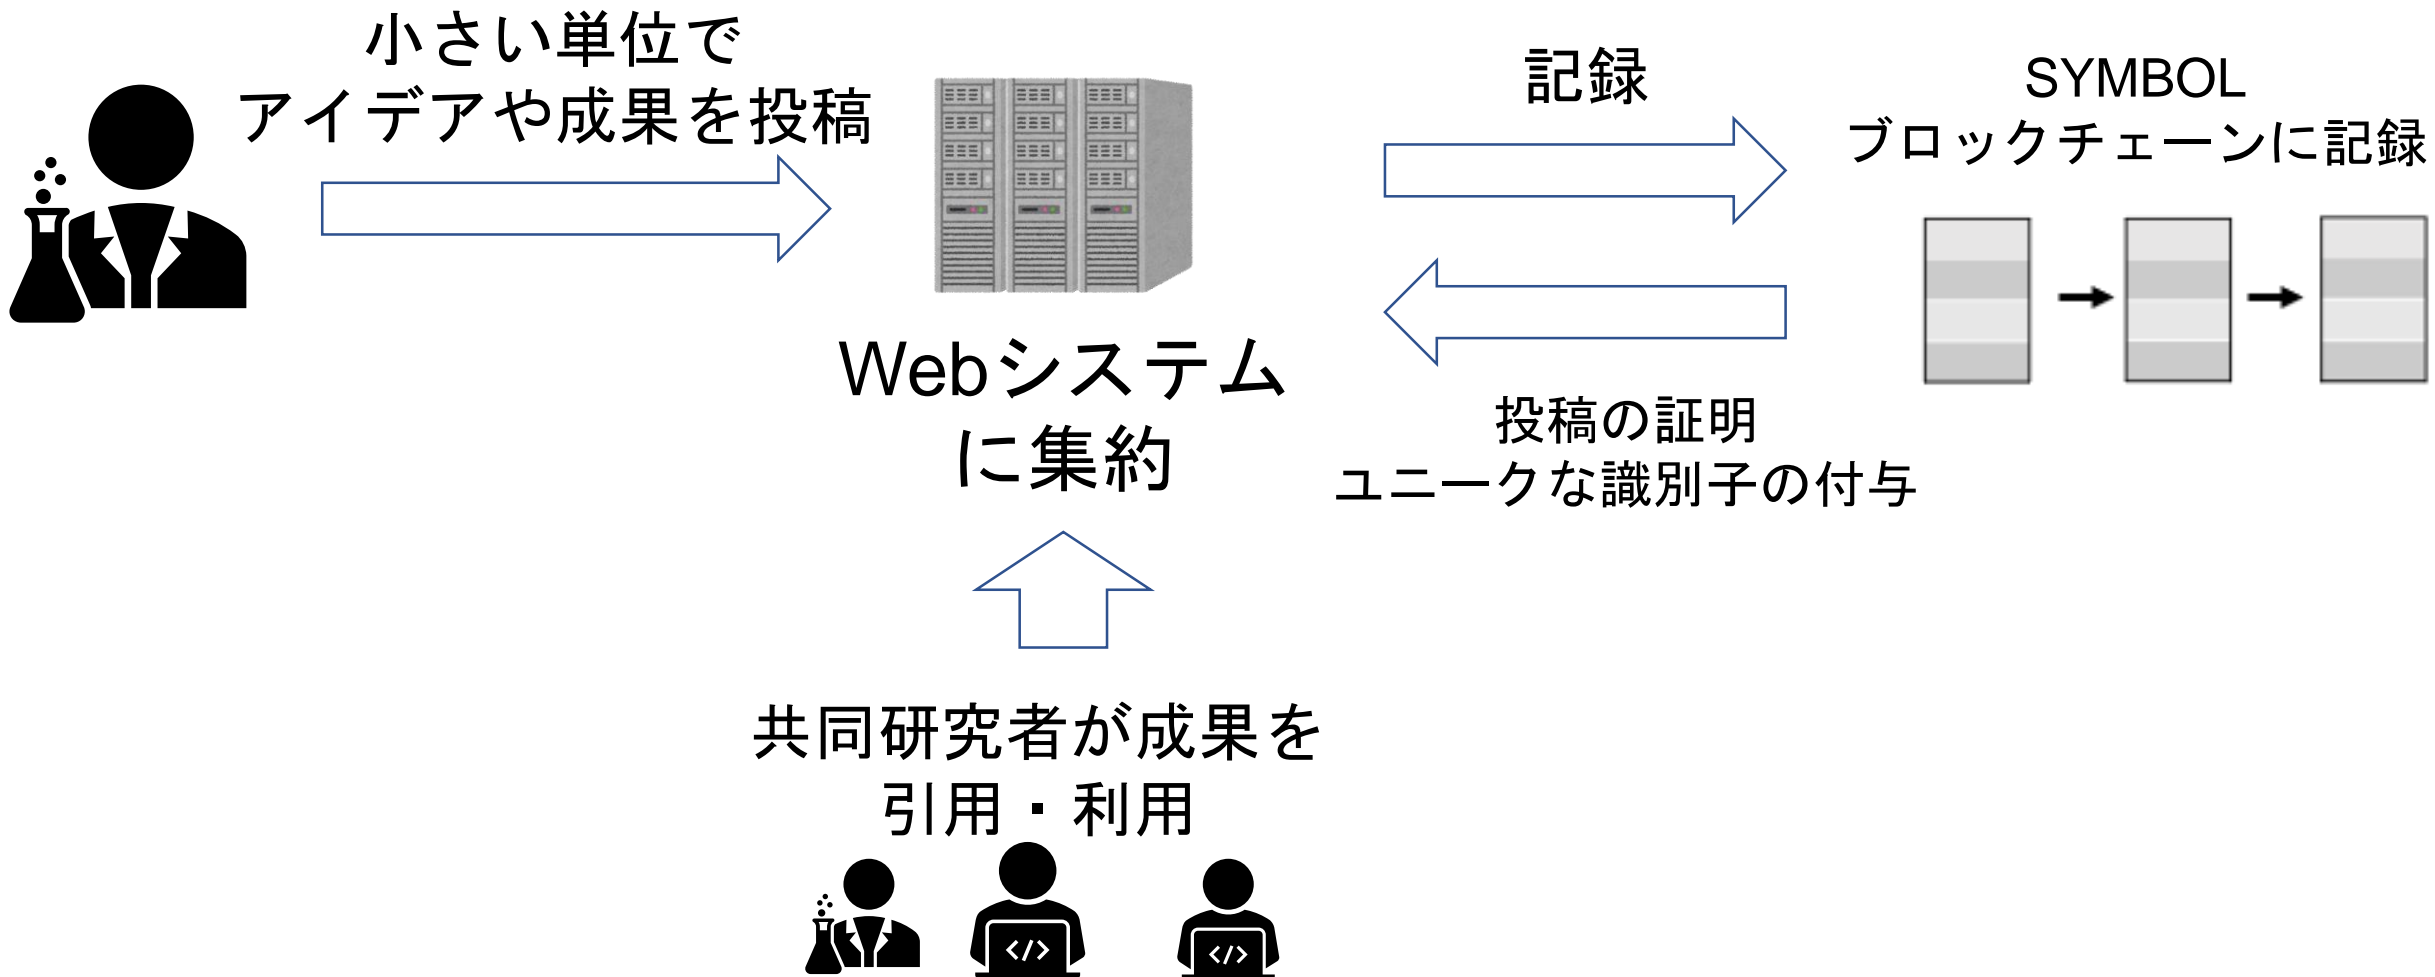 小さい単位で
アイデアや成果を投稿
記録
SYMBOL
ブロックチェーンに記録
Webシステム
に集約
投稿の証明
ユニークな識別子の付与
共同研究者が成果を
引用・利用
</>
</>